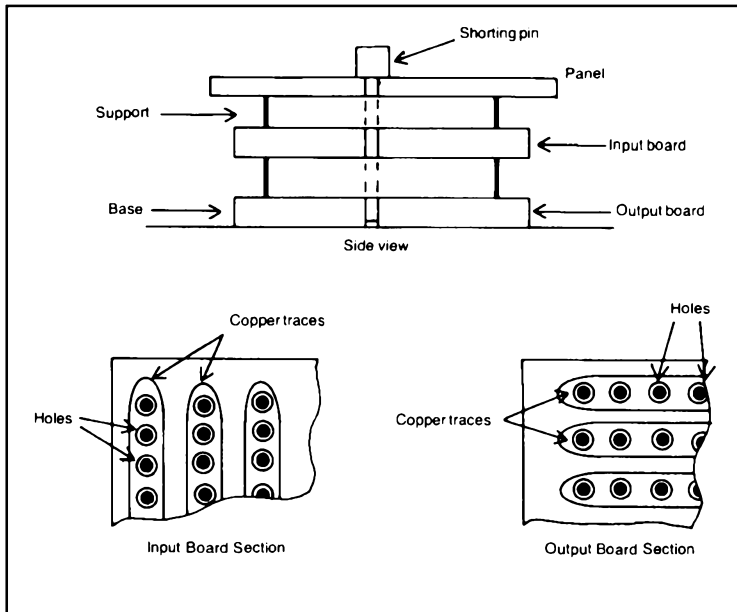 Shorting pin
Panel
Support
Input board
Base
Output board
Side view
Holes
Copper traces
Holes
Copper traces
Input Board Section
Output Board Section